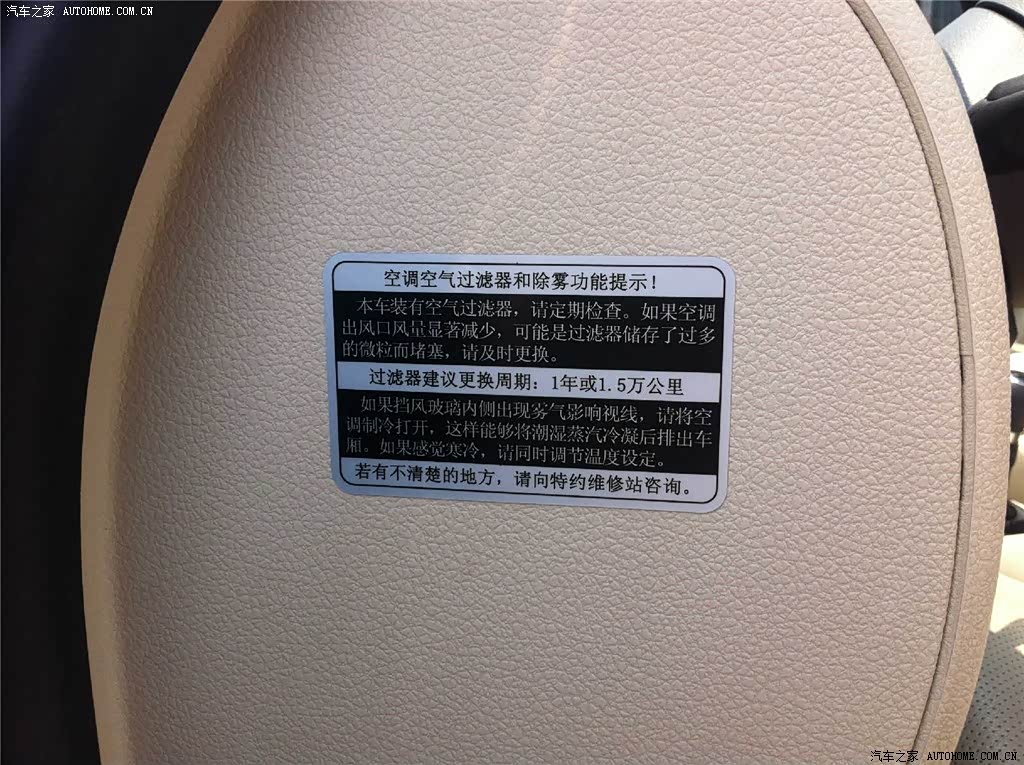 汽车之家 AUTOHOME.COM.CN
空调空气过滤器和除雾功能提示！
本车装有空气过滤器，请定期检查。如果空调
出风口风量显著减少，可能是过滤器储存了过多
的微粒而堵塞，请及时更换。
过滤器建议更换周期：1年或1.5万公里
如果挡风玻璃内侧出现雾气影响视线，请将空
调制冷打开，这样能够将潮湿蒸汽冷凝后排出车
厢。如果感觉寒冷，请同时调节温度设定。
若有不清楚的地方，请向特约维修站咨询。
汽车之家 AUTOHOME.COM.CN